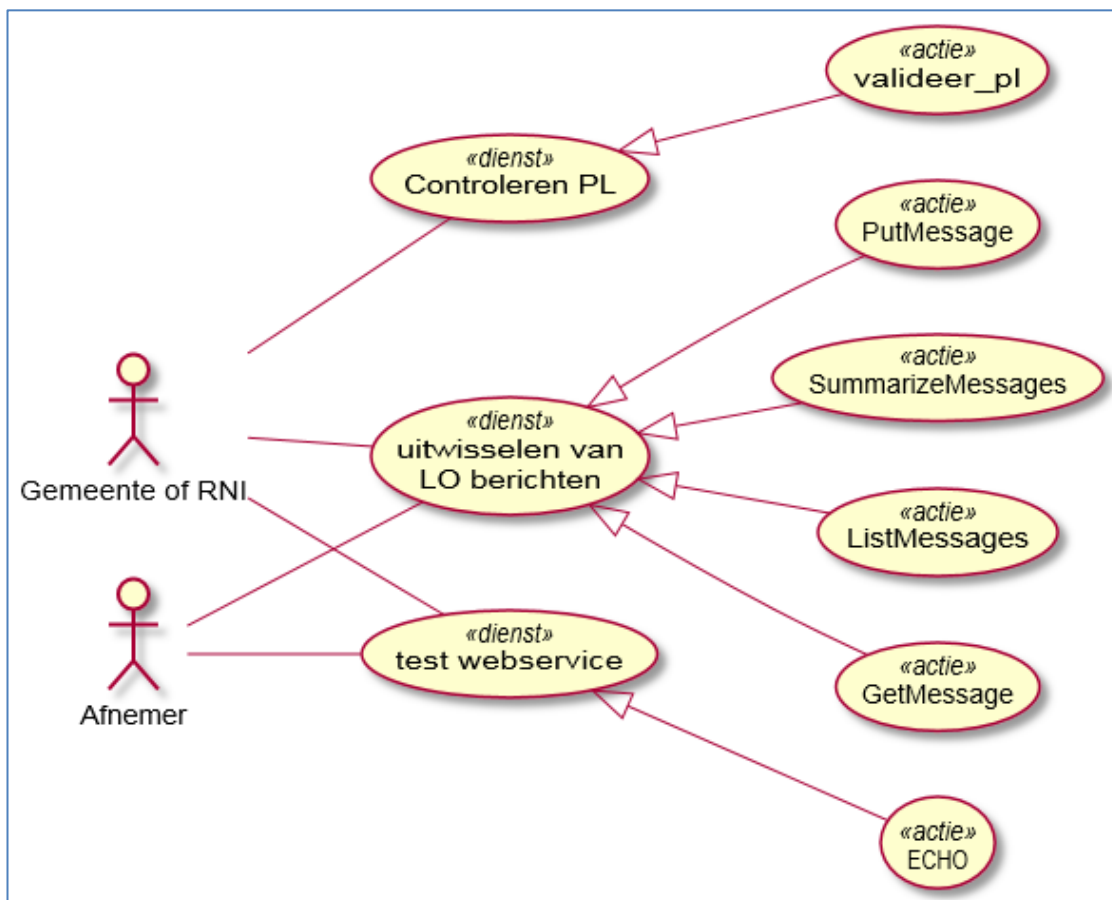 «actie»
valideer_pl
«dienst»
Controleren PL
«actie»
PutMessage
«actie»
SummarizeMessages
«dienst»
uitwisselen van
LO berichten
Gemeente of RNI
«actie»
ListMessages
«dienst»
test webservice
«actie»
GetMessage
Afnemer
«actie»
ECHO